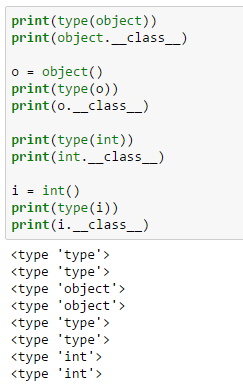 print(type(object))
print(object.__class__)
o = object()
print(type(o))
print(o.__class__)
print(type(int))
print(int.__class__)
i = int()
print(type(i))
print(i.__class__)
<type 'type'>
<type 'type'>
<type 'object'>
<type 'object'>
<type 'type'>
<type 'type'>
<type 'int'>
<type 'int'>